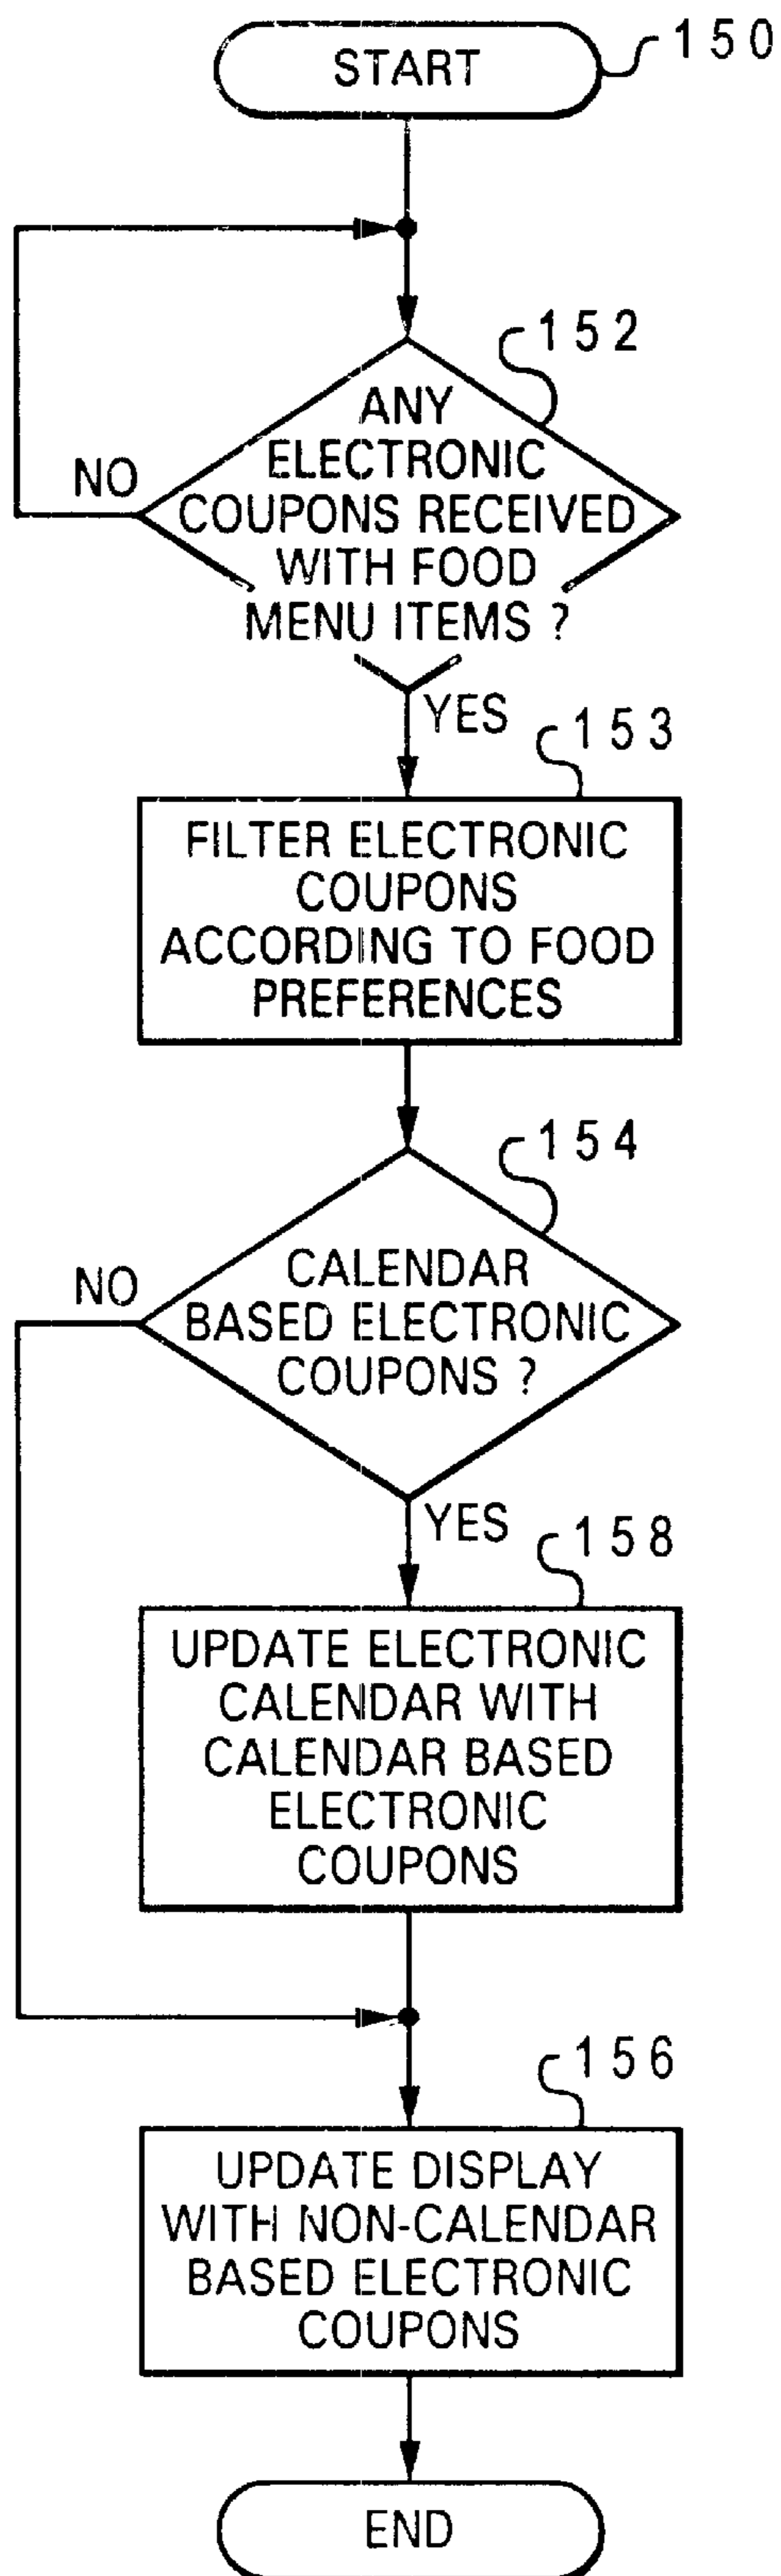 START
150
152
ANY
ELECTRONIC
COUPONS RECEIVED
WITH FOOD
MENU ITEMS ?
NO
YES
153
FILTER ELECTRONIC
COUPONS
ACCORDING TO FOOD
PREFERENCES
154
CALENDAR
BASED ELECTRONIC
COUPONS ?
NO
YES
158
UPDATE ELECTRONIC
CALENDAR WITH
CALENDAR BASED
ELECTRONIC
COUPONS
156
UPDATE DISPLAY
WITH NON-CALENDAR
BASED ELECTRONIC
COUPONS
END